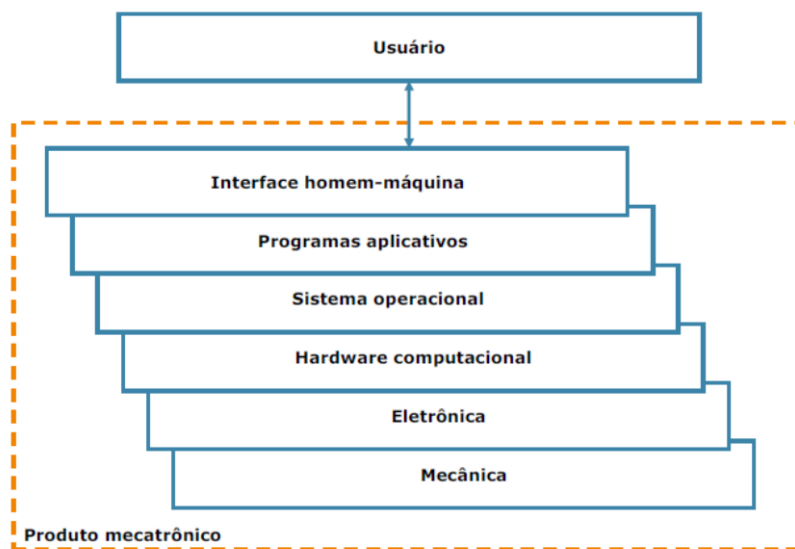 Usuário
Interface homem-máquina
Programas aplicativos
Sistema operacional
Hardware computacional
Eletrônica
Mecânica
Produto mecatrônico